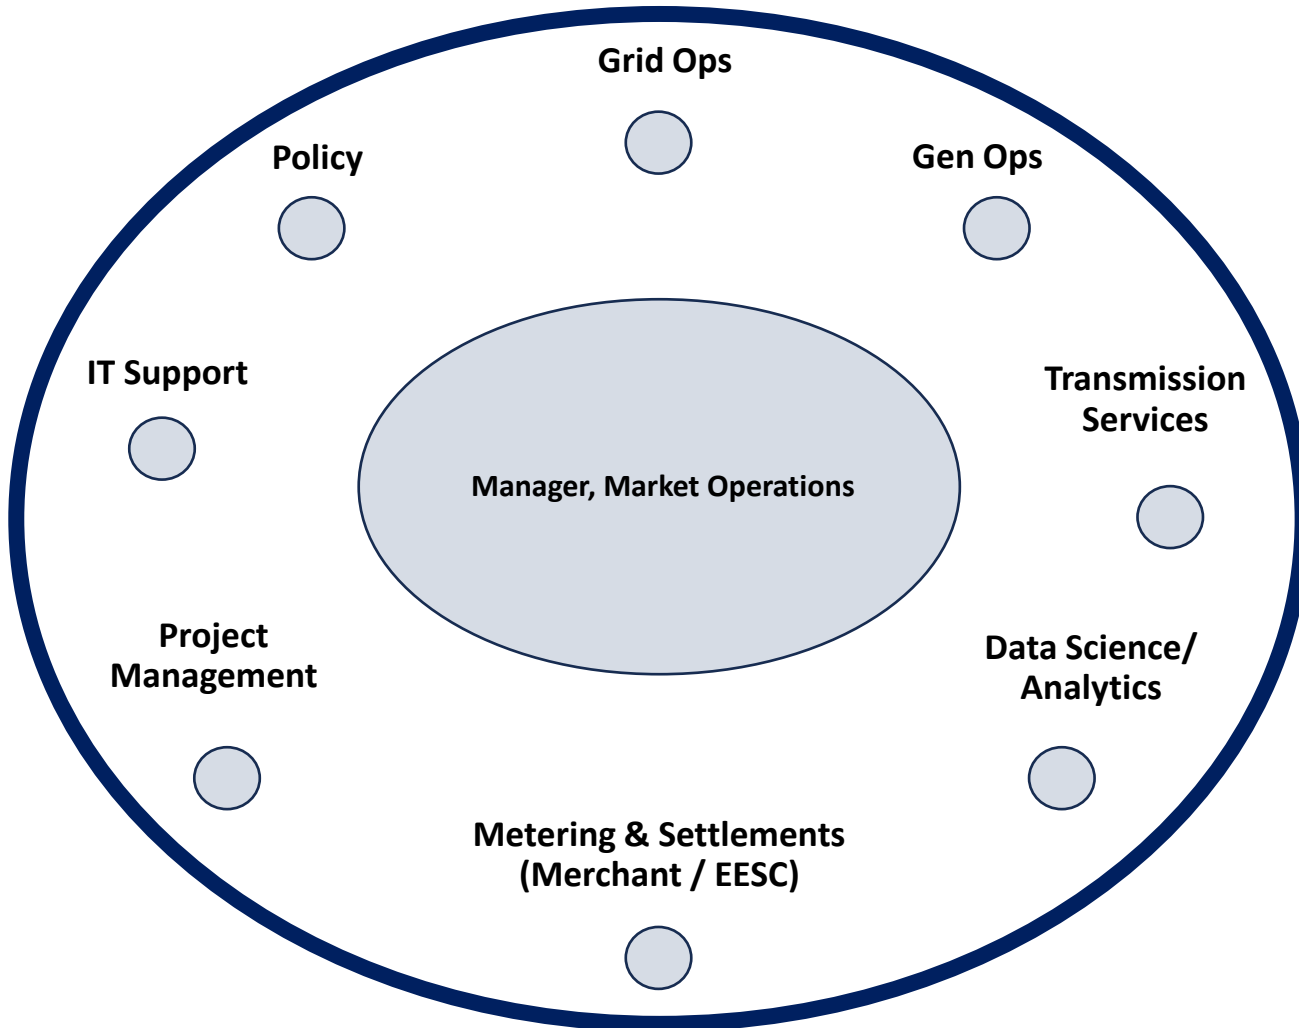 Grid Ops
Policy
Gen Ops
IT Support
Transmission
Services
Manager, Market Operations
Project
Management
Data Science/
Analytics
Metering & Settlements
(Merchant / EESC)